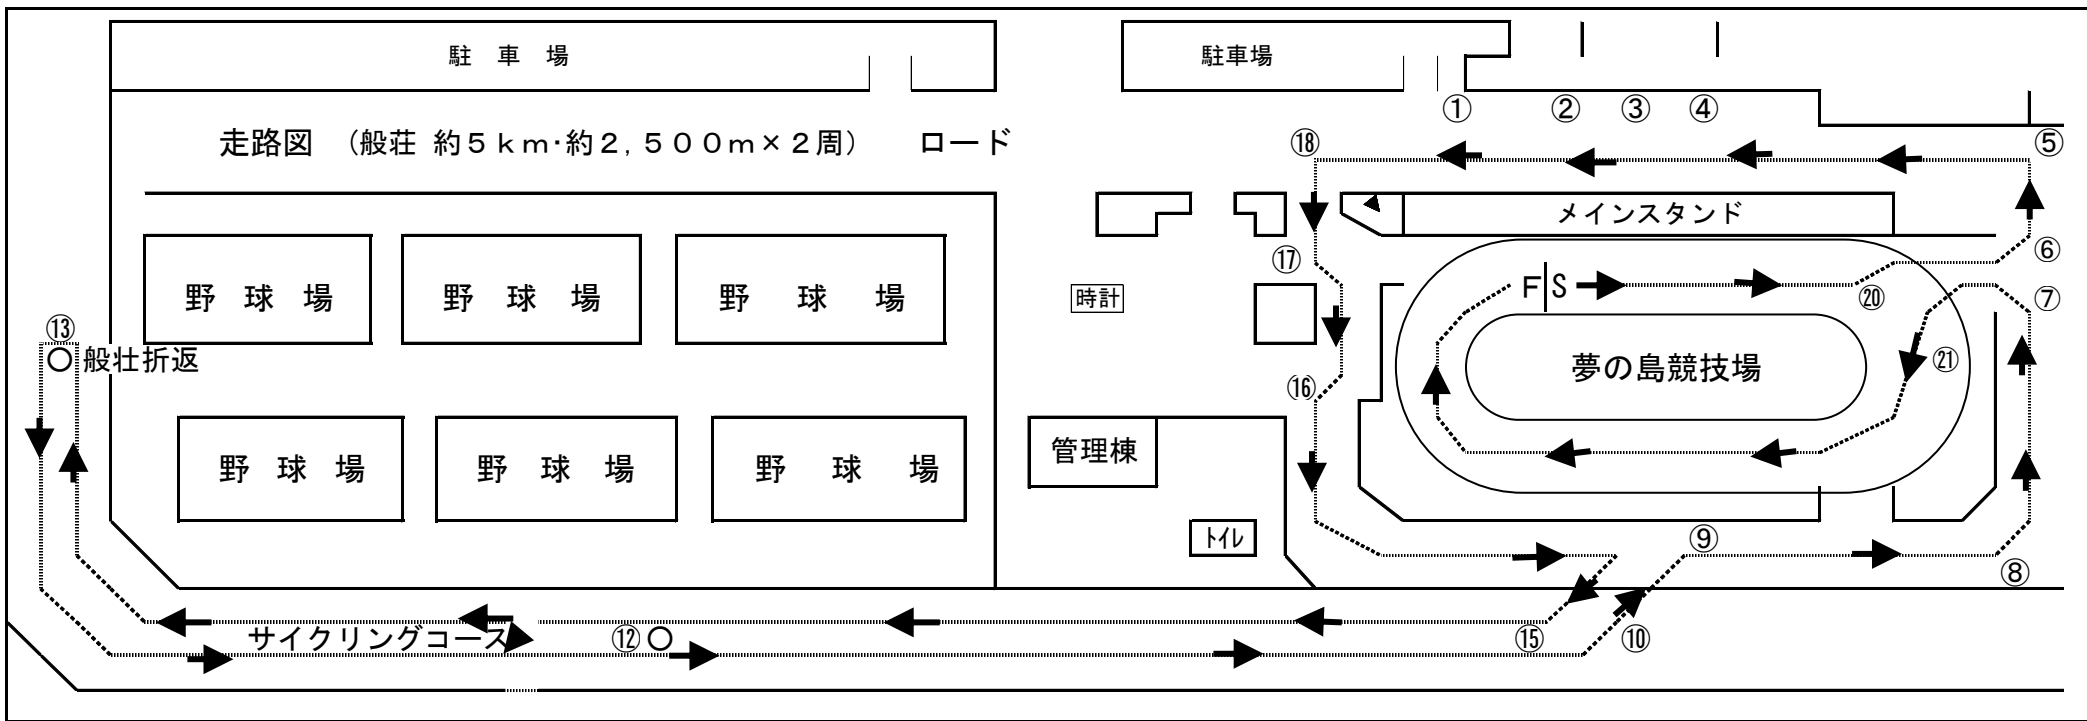 駐 車 場
駐車場
① ② ③ ④
走路図 （般荘 約５ｋｍ･約２，５００ｍ×２周） ロード
⑱
⑤
メインスタンド
⑰
⑥
時計
F|S
⑳
⑦
野 球 場
野 球 場
野 球 場
⑬
般壮折返
夢の島競技場
㉑
⑯
管理棟
野 球 場
野 球 場
野 球 場
ﾄｲﾚ
⑨
⑧
サイクリングコース
⑫
⑮
⑩